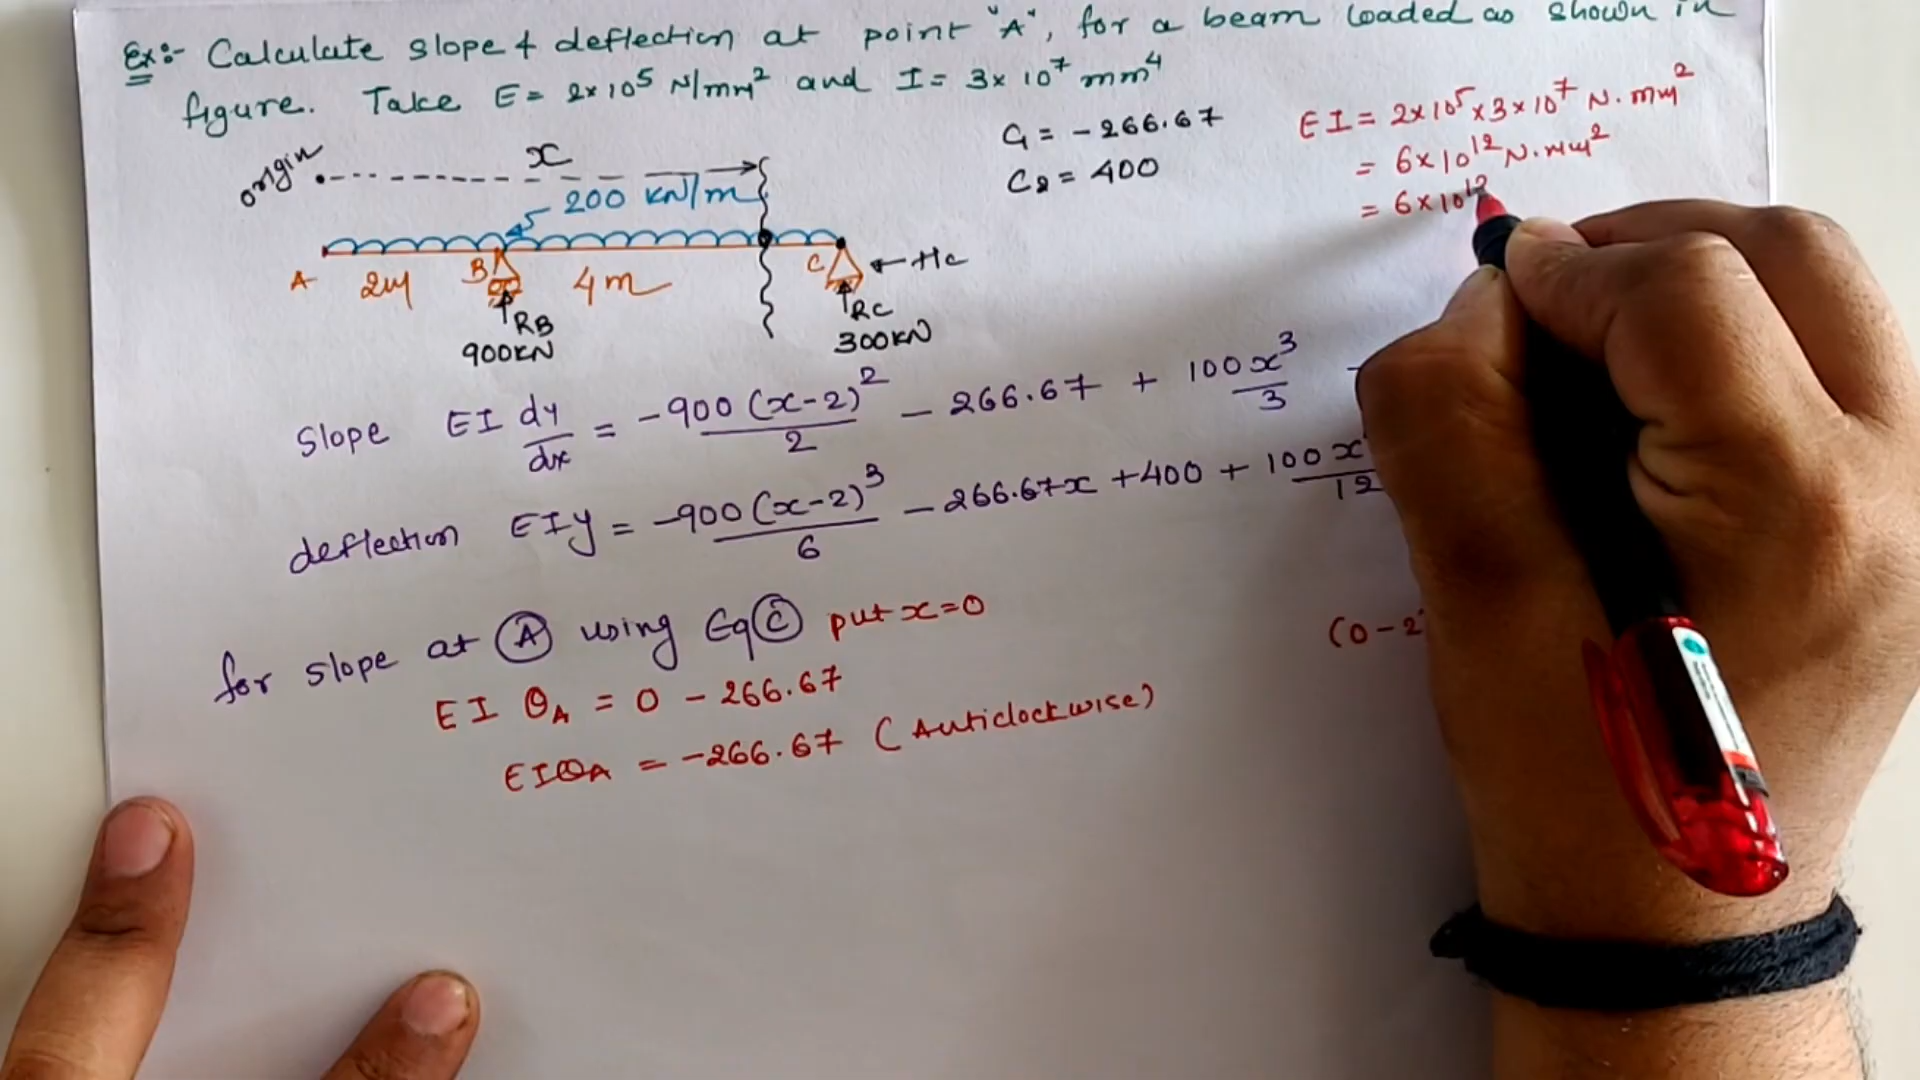 Ex:- Calculate slope & deflection at point "A", for a beam loaded as shown in
figure. Take E = 2×10⁵ N/mm² and I = 3×10⁷ mm⁴
C₁ = -266.67
C₂ = 400
EI = 2×10⁵×3×10⁷ N.mm²
= 6×10¹² N.mm²
= 6×10¹²
origin
x
200 kN/m
A 2m B 4m C ← Hc
RB
900KN
RC
300KN
Slope EI dy/dx = -900(x-2)²/2 - 266.67 + 100x³/3
deflection EIy = -900(x-2)³/6 - 266.67x +400 + 100x/12
for slope at A using Eq C put x=0
(0-2
EI θA = 0 - 266.67
EIθA = -266.67 (Anticlockwise)